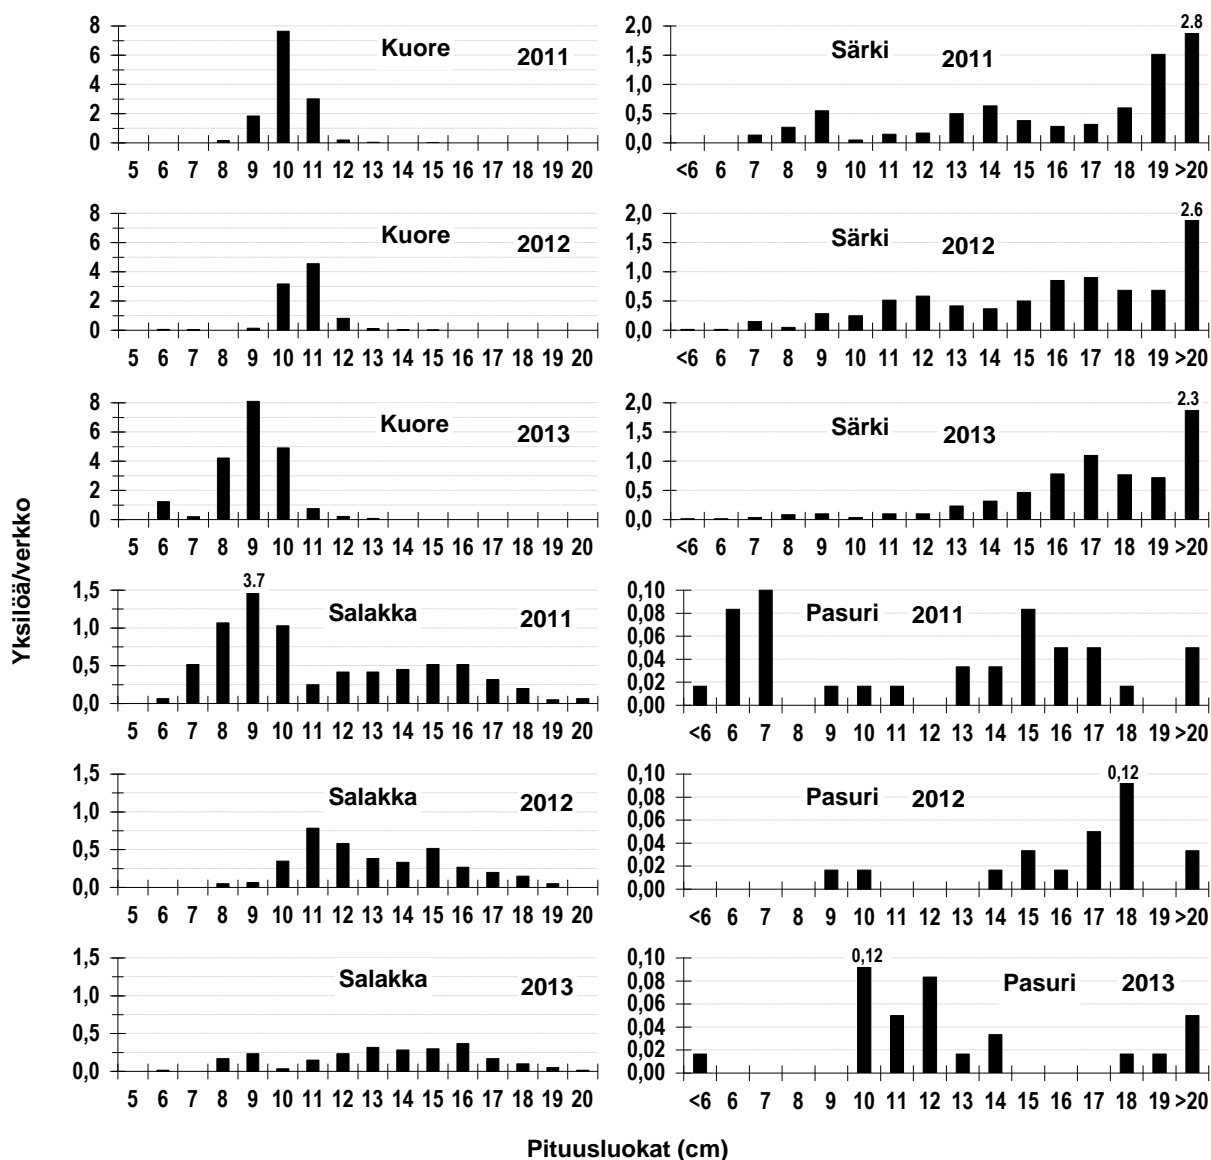 Yksilöä/verkko
8
6
4
2
0
Kuore 2011
5 6 7 8 9 10 11 12 13 14 15 16 17 18 19 20
2,0
1,5
1,0
0,5
0,0
Särki 2011
2.8
<6 6 7 8 9 10 11 12 13 14 15 16 17 18 19 >20
8
6
4
2
0
Kuore 2012
5 6 7 8 9 10 11 12 13 14 15 16 17 18 19 20
2,0
1,5
1,0
0,5
0,0
Särki 2012
2.6
<6 6 7 8 9 10 11 12 13 14 15 16 17 18 19 >20
8
6
4
2
0
Kuore 2013
5 6 7 8 9 10 11 12 13 14 15 16 17 18 19 20
2,0
1,5
1,0
0,5
0,0
Särki 2013
2.3
<6 6 7 8 9 10 11 12 13 14 15 16 17 18 19 >20
1,5
1,0
0,5
0,0
3.7
Salakka 2011
5 6 7 8 9 10 11 12 13 14 15 16 17 18 19 20
0,10
0,08
0,06
0,04
0,02
0,00
Pasuri 2011
<6 6 7 8 9 10 11 12 13 14 15 16 17 18 19 >20
1,5
1,0
0,5
0,0
Salakka 2012
5 6 7 8 9 10 11 12 13 14 15 16 17 18 19 20
0,10
0,08
0,06
0,04
0,02
0,00
Pasuri 2012
0,12
<6 6 7 8 9 10 11 12 13 14 15 16 17 18 19 >20
1,5
1,0
0,5
0,0
Salakka 2013
5 6 7 8 9 10 11 12 13 14 15 16 17 18 19 20
0,10
0,08
0,06
0,04
0,02
0,00
0,12
Pasuri 2013
<6 6 7 8 9 10 11 12 13 14 15 16 17 18 19 >20
Pituusluokat (cm)